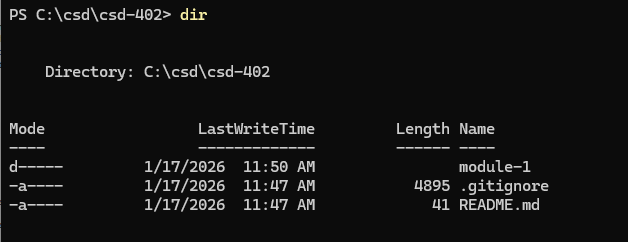 PS C:\csd\csd-402> dir
Directory: C:\csd\csd-402
Mode LastWriteTime Length Name
---- ------------- ------ ----
d----- 1/17/2026 11:50 AM module-1
-a---- 1/17/2026 11:47 AM 4895 .gitignore
-a---- 1/17/2026 11:47 AM 41 README.md